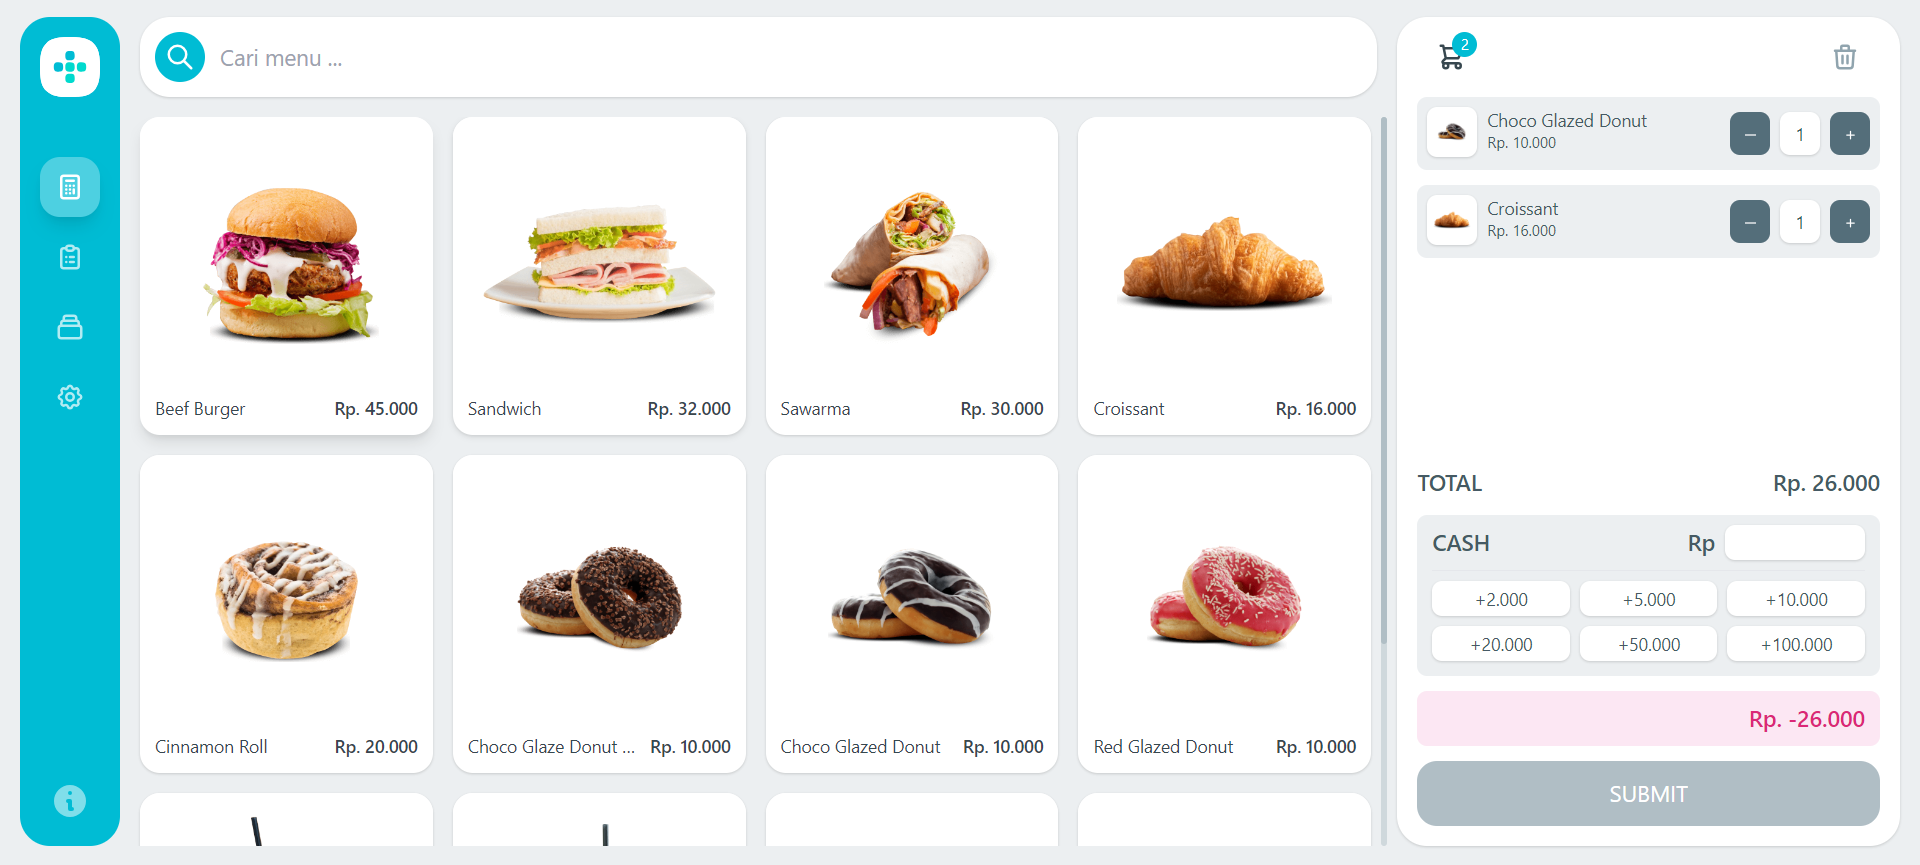 Cari menu ...
2
Beef Burger Rp. 45.000
Sandwich Rp. 32.000
Sawarma Rp. 30.000
Croissant Rp. 16.000
Cinnamon Roll Rp. 20.000
Choco Glaze Donut ... Rp. 10.000
Choco Glazed Donut Rp. 10.000
Red Glazed Donut Rp. 10.000
Choco Glazed Donut
Rp. 10.000
− 1 +
Croissant
Rp. 16.000
− 1 +
TOTAL Rp. 26.000
CASH Rp
+2.000 +5.000 +10.000
+20.000 +50.000 +100.000
Rp. -26.000
SUBMIT